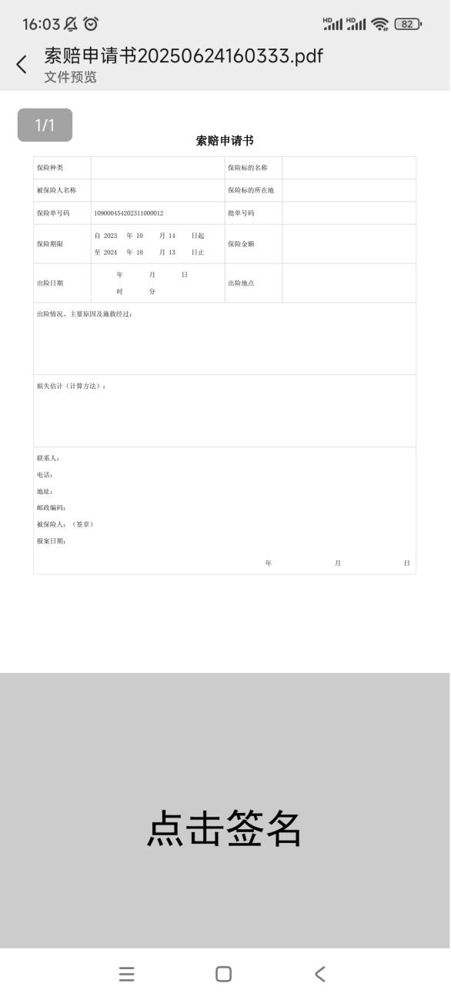 16:03 HD HD 82
索赔申请书20250624160333.pdf
文件预览
1/1
索赔申请书
保险种类 保险标的名称
被保险人名称 保险标的所在地
保险单号码 109000454202311000012 批单号码
保险期限 自 2023 年 10 月 14 日起 保险金额
至 2024 年 10 月 13 日止
出险日期 年 月 日 出险地点
时 分
出险情况、主要原因及施救经过：
损失估计（计算方法）：
联系人：
电话：
地址：
邮政编码：
被保险人：（签章）
报案日期：
年 月 日
点击签名